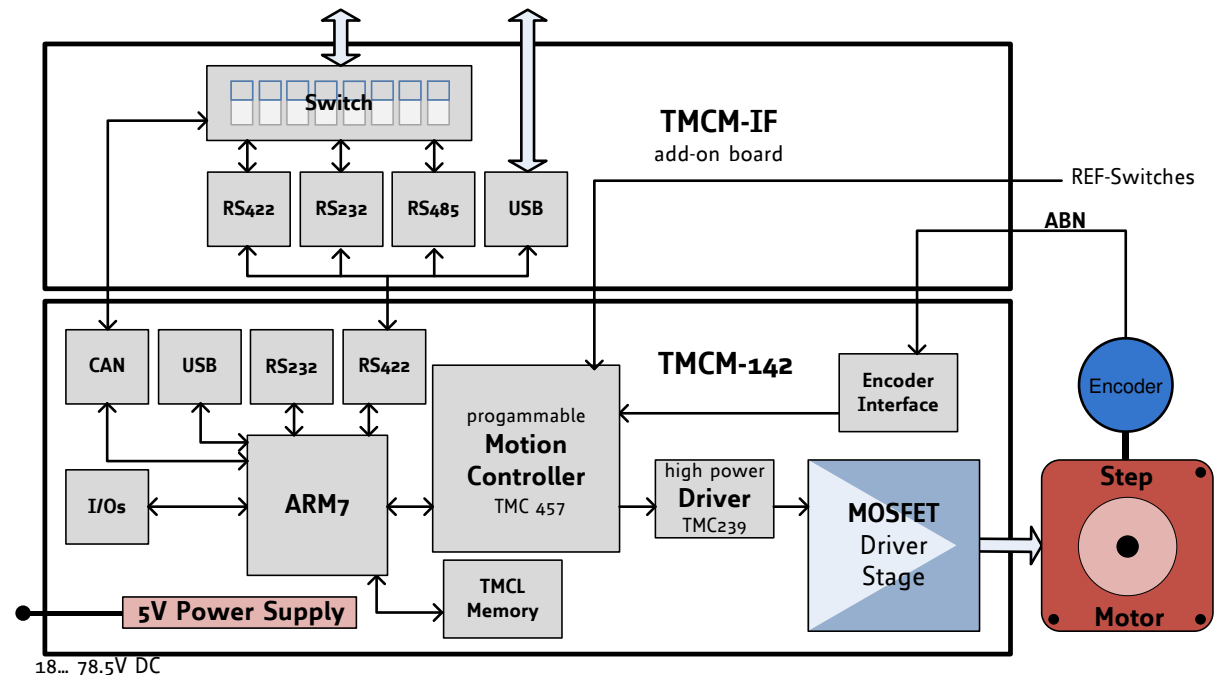 Switch
TMCM-IF
add-on board
REF-Switches
RS422
RS232
RS485
USB
ABN
CAN
USB
RS232
RS422
TMCM-142
Encoder
Interface
Encoder
progammable
Motion
Controller
TMC 457
I/Os
ARM7
high power
Driver
TMC239
MOSFET
Driver
Stage
Step
Motor
TMCL
Memory
5V Power Supply
18... 78.5V DC